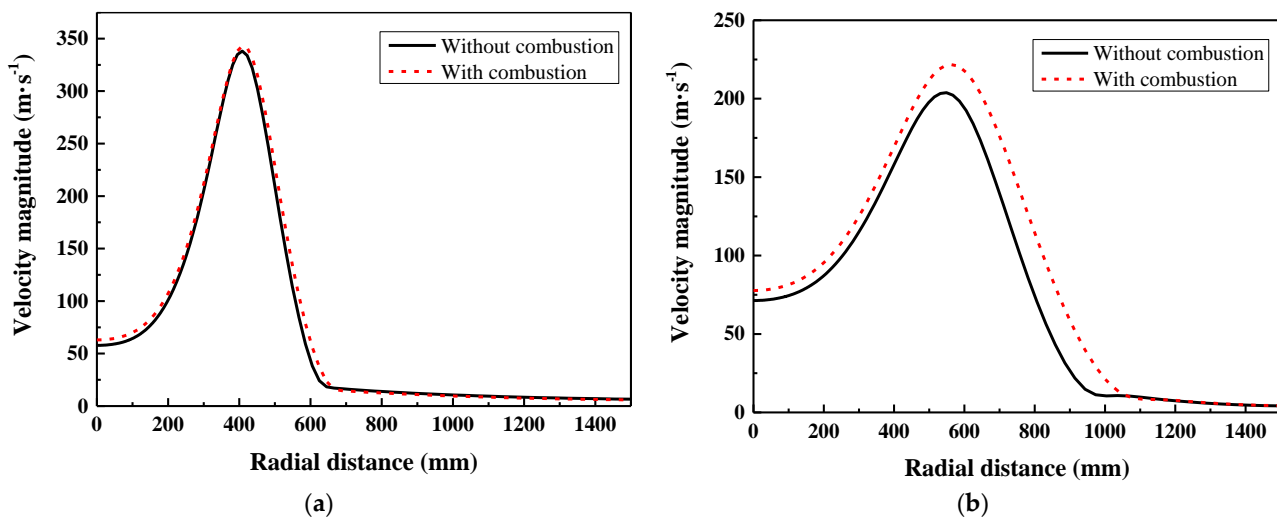 350
300
250
200
150
100
50
0
Velocity magnitude (m·s-1)
Without combustion
With combustion
0 200 400 600 800 1000 1200 1400
Radial distance (mm)
(a)
250
200
150
100
50
0
Velocity magnitude (m·s-1)
Without combustion
With combustion
0 200 400 600 800 1000 1200 1400
Radial distance (mm)
(b)